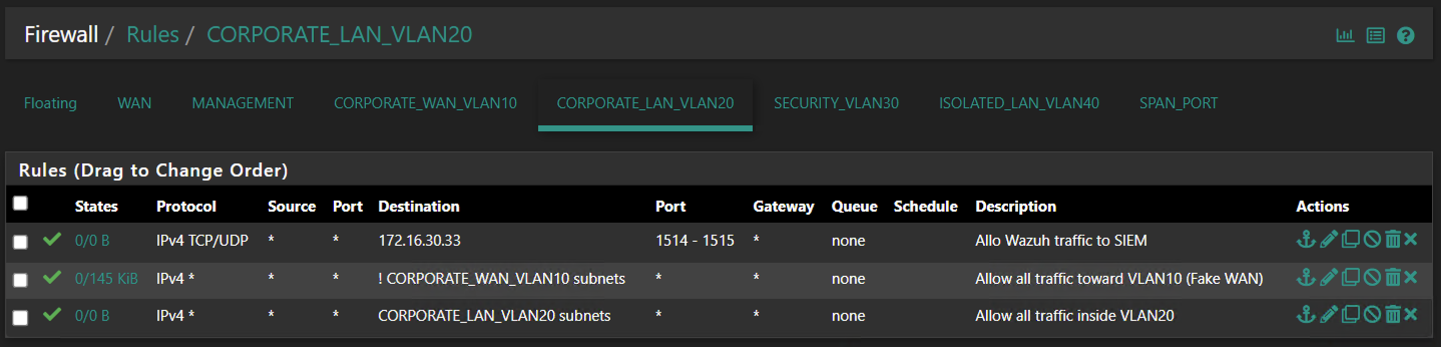 Firewall / Rules / CORPORATE_LAN_VLAN20
Floating WAN MANAGEMENT CORPORATE_WAN_VLAN10 CORPORATE_LAN_VLAN20 SECURITY_VLAN30 ISOLATED_LAN_VLAN40 SPAN_PORT
Rules (Drag to Change Order)
States Protocol Source Port Destination Port Gateway Queue Schedule Description Actions
0/0 B IPv4 TCP/UDP * * 172.16.30.33 1514 - 1515 * none Allo Wazuh traffic to SIEM
0/145 KiB IPv4 * * * ! CORPORATE_WAN_VLAN10 subnets * * none Allow all traffic toward VLAN10 (Fake WAN)
0/0 B IPv4 * * * CORPORATE_LAN_VLAN20 subnets * * none Allow all traffic inside VLAN20